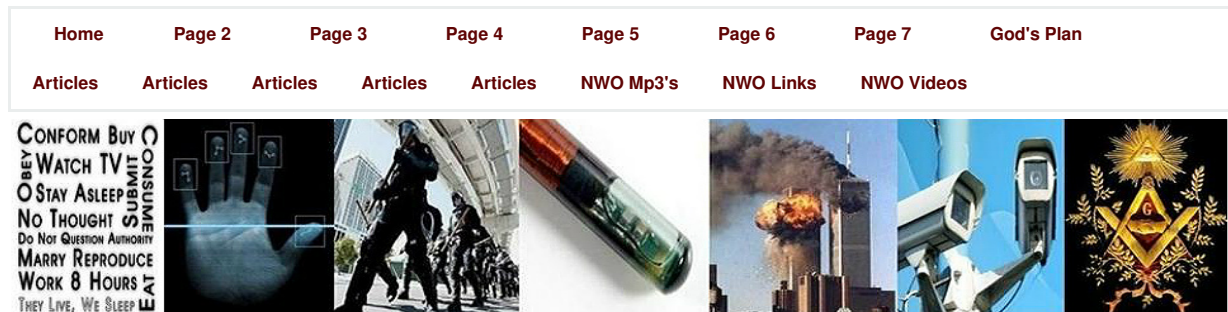 Home Page 2 Page 3 Page 4 Page 5 Page 6 Page 7 God's Plan
Articles Articles Articles Articles Articles NWO Mp3's NWO Links NWO Videos
CONFORM BUY
OBEY
WATCH TV
STAY ASLEEP
SUBMIT
NO THOUGHT
DO NOT QUESTION AUTHORITY
MARRY REPRODUCE
WORK 8 HOURS
THEY LIVE, WE SLEEP
EAT
CONSUME
G